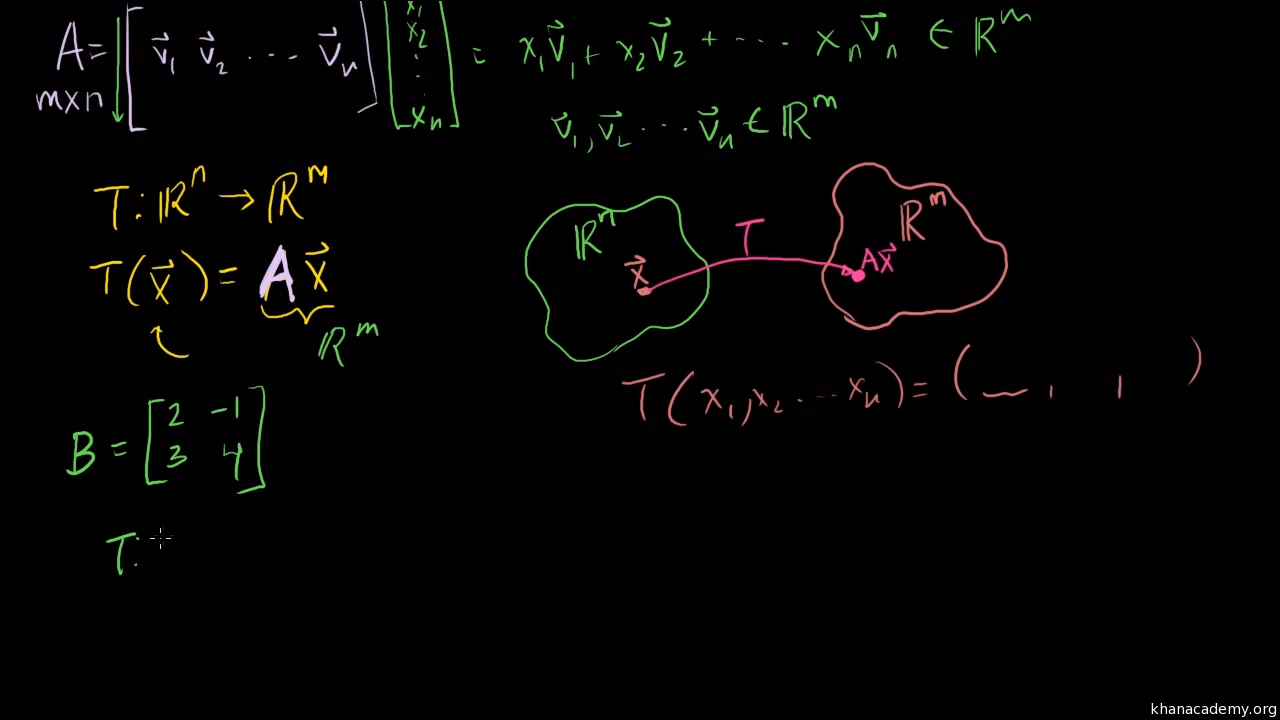 A = [ v⃗₁ v⃗₂ ... v⃗ₙ ] [ x₁ x₂ . . . xₙ ] = x₁v⃗₁ + x₂v⃗₂ + ... xₙv⃗ₙ ∈ ℝᵐ
m×n
v⃗₁, v⃗₂ ... v⃗ₙ ∈ ℝᵐ
T: ℝⁿ → ℝᵐ
T(x⃗) = A x⃗
ℝᵐ
ℝⁿ
x⃗
T
ℝᵐ
Ax⃗
T(x₁, x₂ ... xₙ) = ( _ , , )
B = [ 2 -1
3 4 ]
T:
khanacademy.org